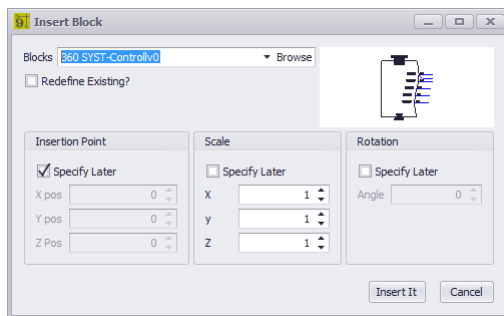 9 Insert Block
Blocks 360 SYST-Controllv0 Browse
Redefine Existing?
Insertion Point Scale Rotation
Specify Later Specify Later Specify Later
X pos 0 X 1 Angle 0
Y pos 0 y 1
Z Pos 0 Z 1
Insert It Cancel